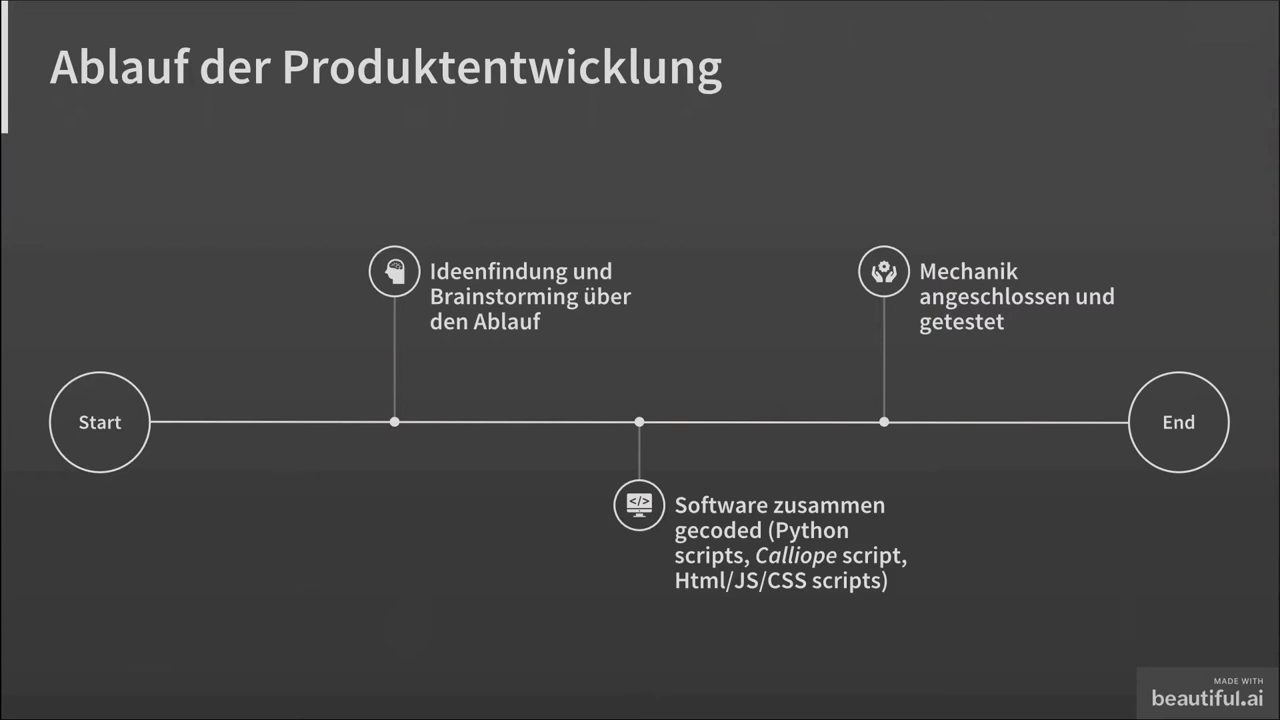 Ablauf der Produktentwicklung
Ideenfindung und
Brainstorming über
den Ablauf
Mechanik
angeschlossen und
getestet
Start
End
</>
Software zusammen
gecoded (Python
scripts, Calliope script,
Html/JS/CSS scripts)
MADE WITH
beautiful.ai